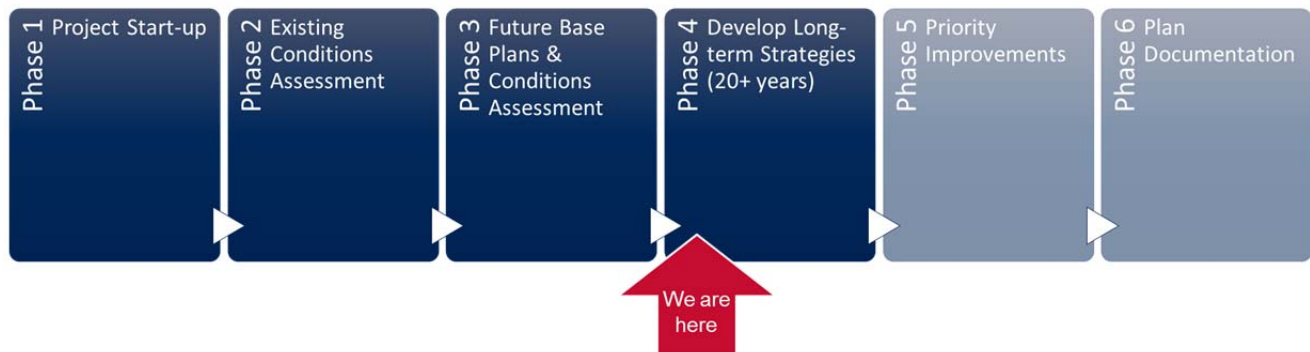 Phase 1
Project Start-up
Phase 2
Existing
Conditions
Assessment
Phase 3
Future Base
Plans &
Conditions
Assessment
Phase 4
Develop Long-
term Strategies
(20+ years)
Phase 5
Priority
Improvements
Phase 6
Plan
Documentation
We are
here